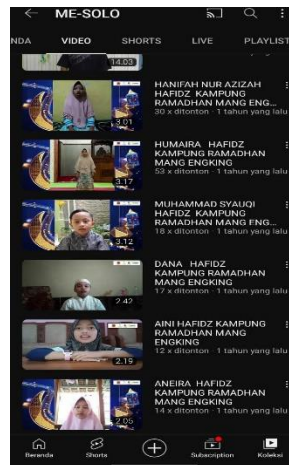 ME-SOLO
NDA VIDEO SHORTS LIVE PLAYLIST
14.03
HANIFAH NUR AZIZAH
HAFIDZ KAMPUNG
RAMADHAN MANG ENG...
30 x ditonton · 1 tahun yang lalu
3.01
HUMAIRA HAFIDZ
KAMPUNG RAMADHAN
MANG ENGKING
53 x ditonton · 1 tahun yang lalu
3.17
MUHAMMAD SYAUQI
HAFIDZ KAMPUNG
RAMADHAN MANG ENG...
18 x ditonton · 1 tahun yang lalu
3.12
DANA HAFIDZ
KAMPUNG RAMADHAN
MANG ENGKING
17 x ditonton · 1 tahun yang lalu
2.42
AINI HAFIDZ KAMPUNG
RAMADHAN MANG
ENGKING
12 x ditonton · 1 tahun yang lalu
2.19
ANEIRA HAFIDZ
KAMPUNG RAMADHAN
MANG ENGKING
14 x ditonton · 1 tahun yang lalu
2.05
Beranda Shorts Subscription Koleksi